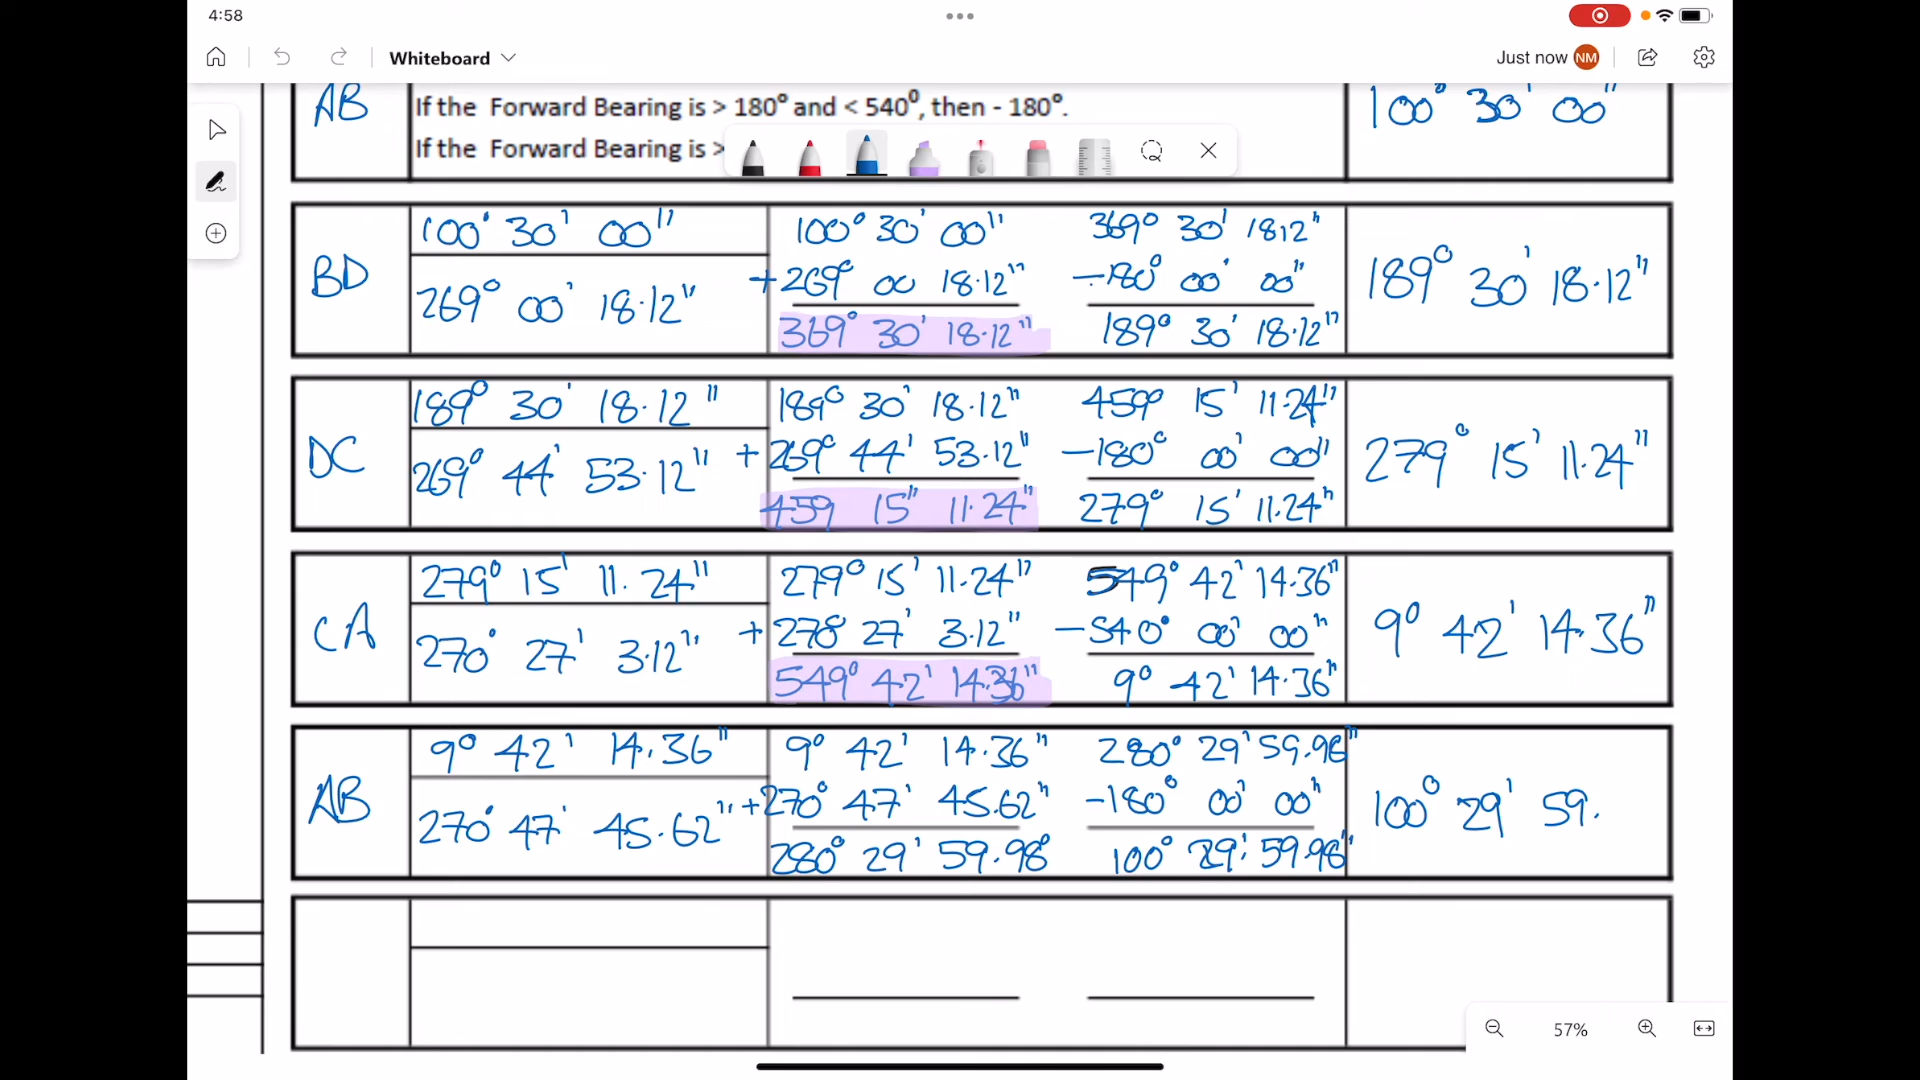 4:58
Whiteboard
Just now NM
AB
If the Forward Bearing is > 180° and < 540⁰, then - 180°.
If the Forward Bearing is >
100° 30' 00"
BD
100° 30' 00"
269° 00' 18.12"
100° 30' 00"
+269° 00 18.12"
369° 30' 18.12"
369° 30' 18.12"
-180° 00' 00"
189° 30' 18.12"
189° 30' 18.12"
DC
189° 30' 18.12"
269° 44' 53.12"
189° 30' 18.12"
+269° 44' 53.12"
459 15" 11.24"
459° 15' 11.24"
-180° 00' 00"
279° 15' 11.24"
279° 15' 11.24"
CA
279° 15' 11.24"
270° 27' 3.12"
279° 15' 11.24"
+270° 27' 3.12"
549° 42' 14.36"
549° 42' 14.36"
-540° 00' 00"
9° 42' 14.36"
9° 42' 14.36"
AB
9° 42' 14.36"
270° 47' 45.62"
9° 42' 14.36"
+270° 47' 45.62"
280° 29' 59.98°
280° 29' 59.98"
-180° 00' 00"
100° 29' 59.98"
100° 29' 59.
57%